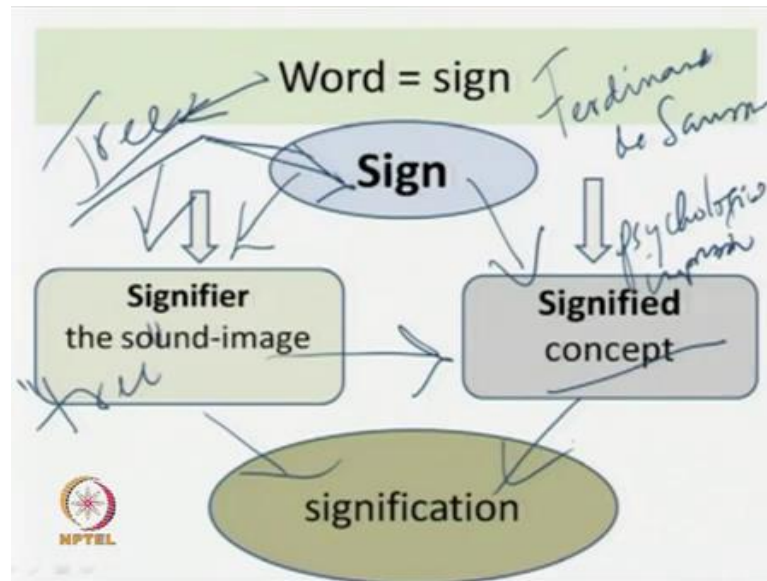 Word = sign
Tree
Ferdinand
de Saussure
Sign
psychological
impression
Signifier
the sound-image
Signified
concept
"tree"
signification
NPTEL